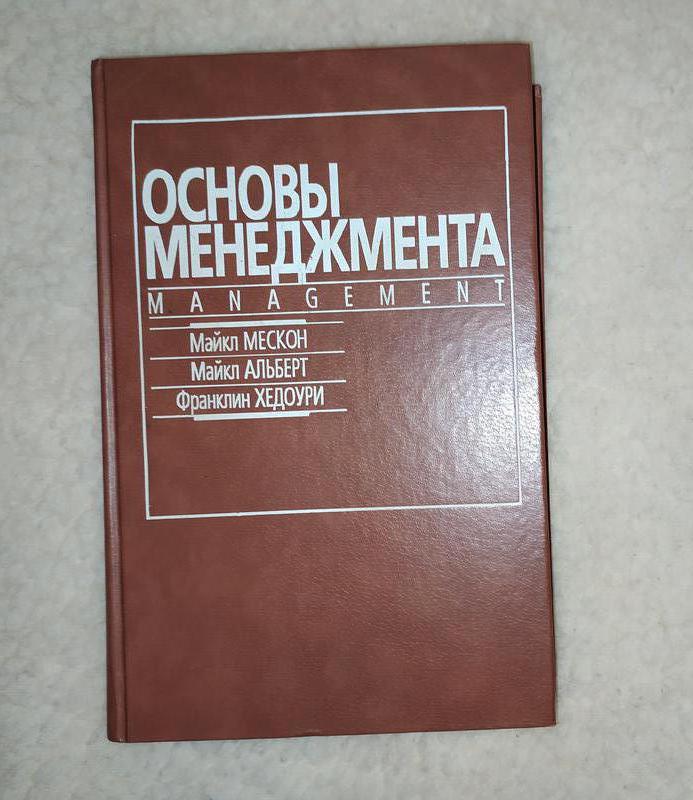 ОСНОВЫ
МЕНЕДЖМЕНТА
MANAGEMENT
Майкл МЕСКОН
Майкл АЛЬБЕРТ
Франклин ХЕДОУРИ